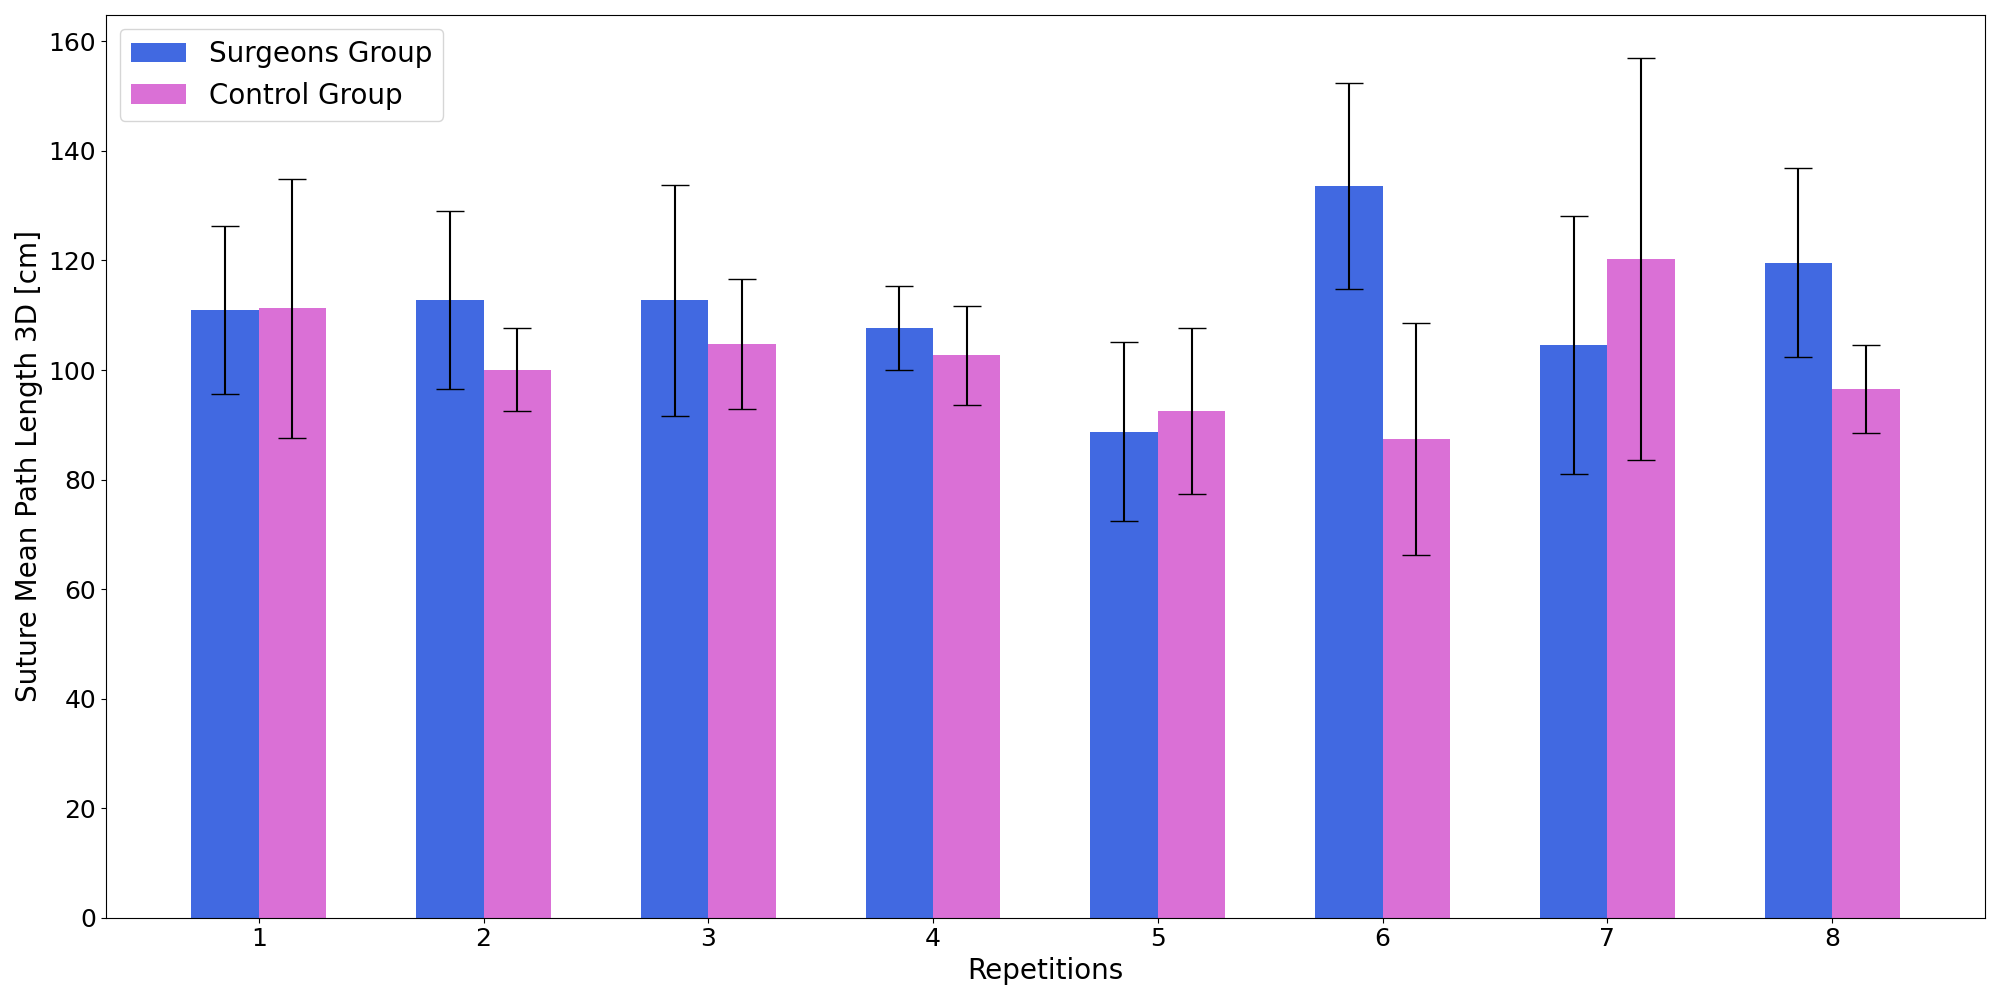 Surgeons Group
Control Group
Suture Mean Path Length 3D [cm]
160
140
120
100
80
60
40
20
0
1 2 3 4 5 6 7 8
Repetitions